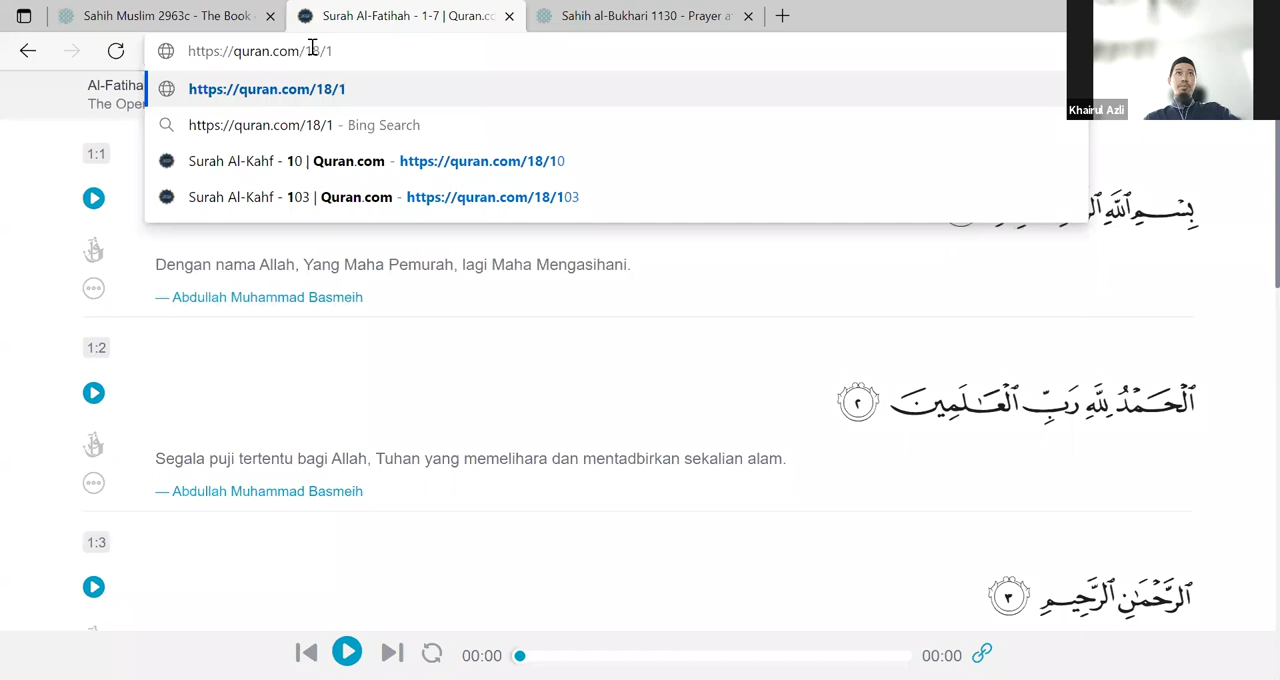 Sahih Muslim 2963c - The Book
Surah Al-Fatihah - 1-7 | Quran.cc
Sahih al-Bukhari 1130 - Prayer a
https://quran.com/18/1
Khairul Azli
https://quran.com/18/1
https://quran.com/18/1 - Bing Search
Surah Al-Kahf - 10 | Quran.com - https://quran.com/18/10
Surah Al-Kahf - 103 | Quran.com - https://quran.com/18/103
Al-Fatiha
The Oper
1:1
بِسْمِ ٱللَّهِ
Dengan nama Allah, Yang Maha Pemurah, lagi Maha Mengasihani.
— Abdullah Muhammad Basmeih
1:2
ٱلْحَمْدُ لِلَّهِ رَبِّ ٱلْعَـٰلَمِينَ ٢
Segala puji tertentu bagi Allah, Tuhan yang memelihara dan mentadbirkan sekalian alam.
— Abdullah Muhammad Basmeih
1:3
ٱلرَّحْمَـٰنِ ٱلرَّحِيمِ ٣
00:00
00:00